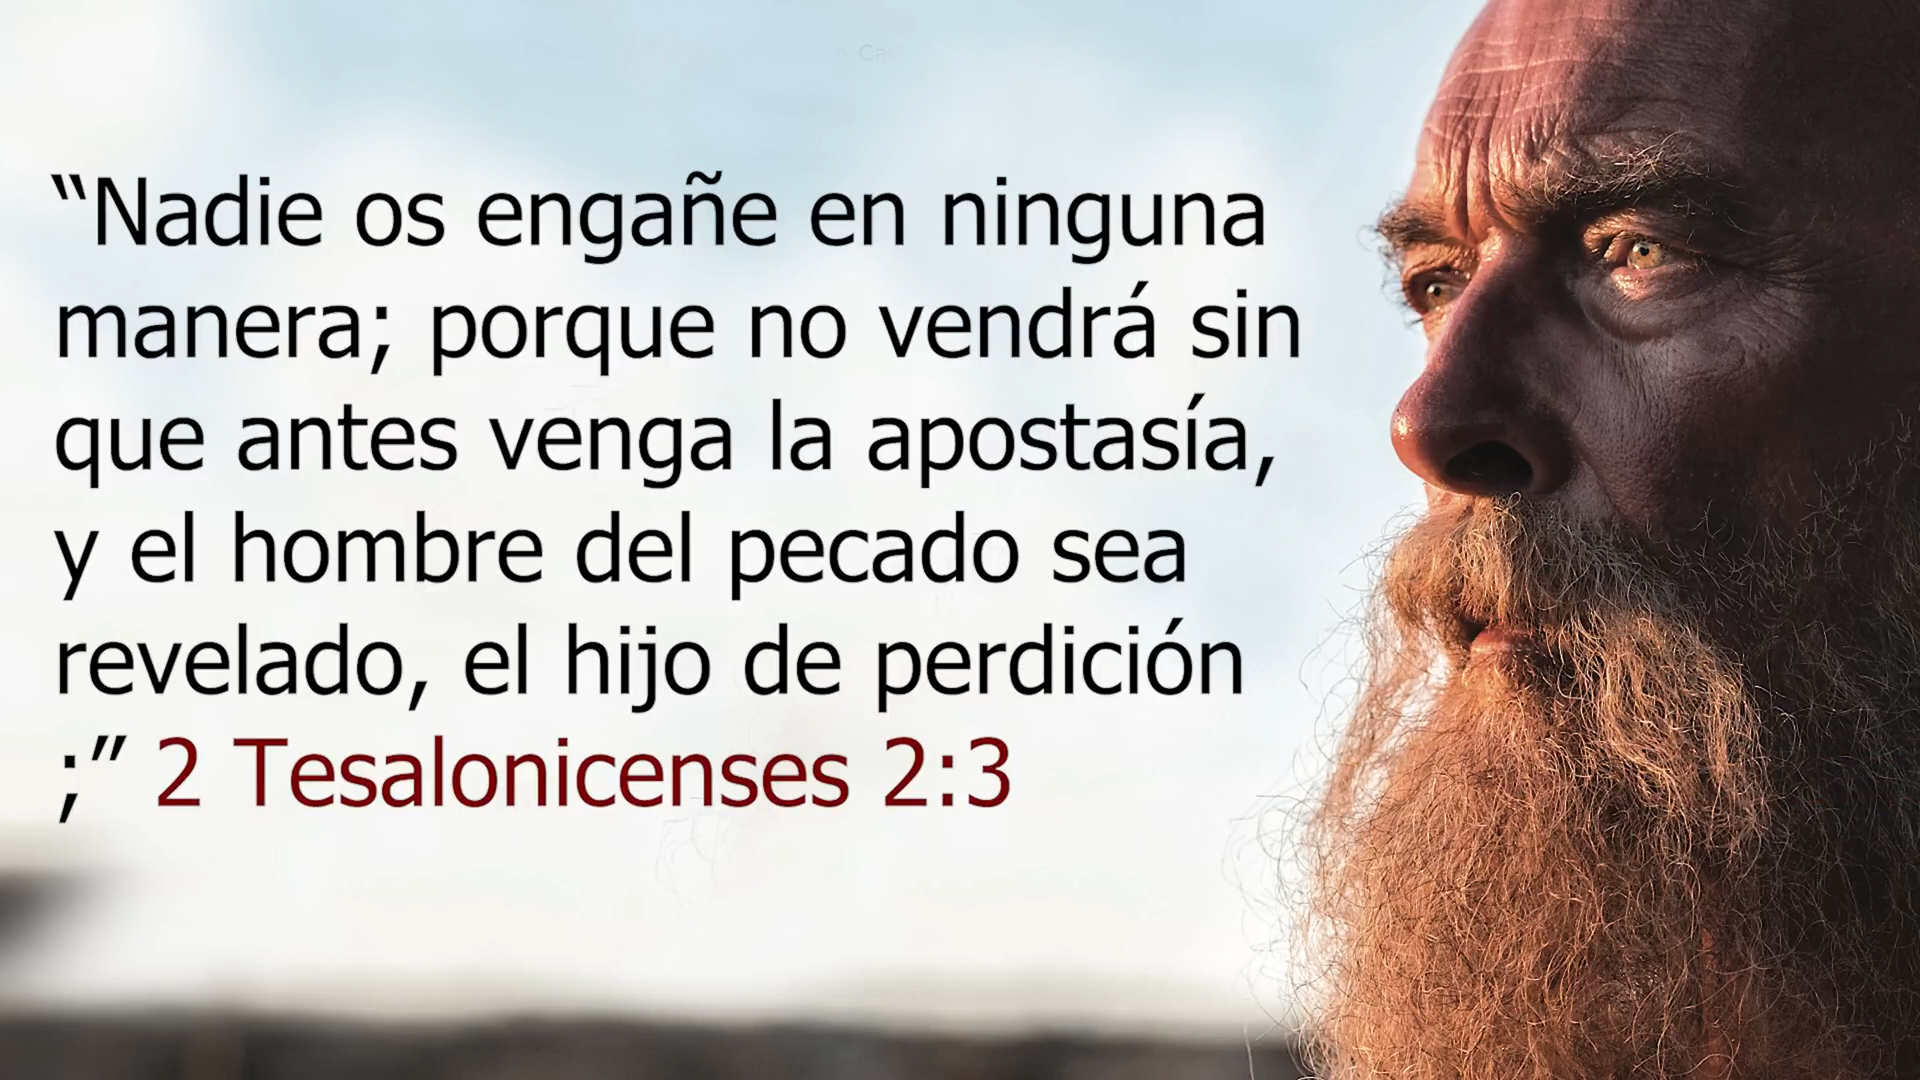 “Nadie os engañe en ninguna
manera; porque no vendrá sin
que antes venga la apostasía,
y el hombre del pecado sea
revelado, el hijo de perdición
;” 2 Tesalonicenses 2:3